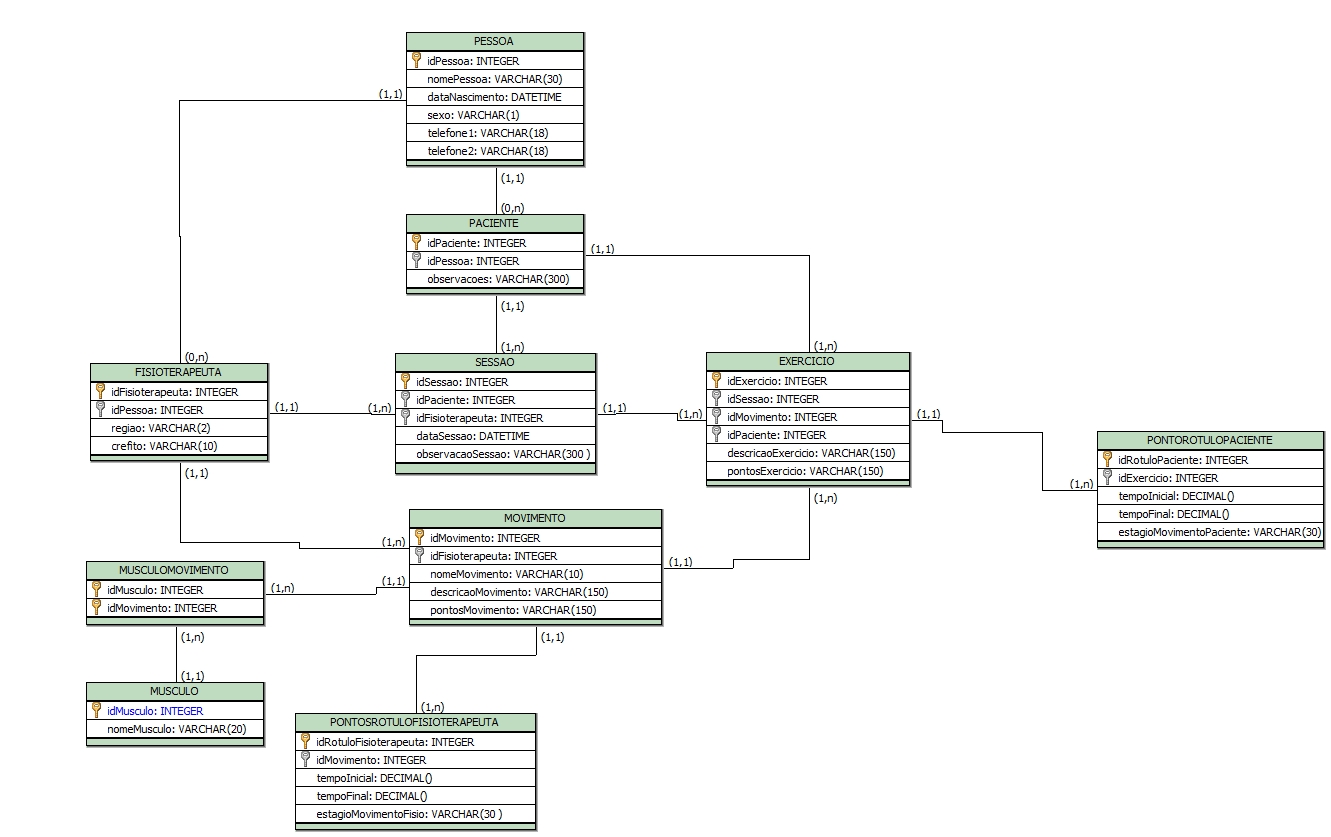 PESSOA
idPessoa: INTEGER
nomePessoa: VARCHAR(30)
dataNascimento: DATETIME
sexo: VARCHAR(1)
telefone1: VARCHAR(18)
telefone2: VARCHAR(18)
(1,1)
(1,1)
(0,n)
PACIENTE
idPaciente: INTEGER
idPessoa: INTEGER
observacoes: VARCHAR(300)
(1,1)
(1,1)
(1,n)
(1,n)
(0,n)
FISIOTERAPEUTA
idFisioterapeuta: INTEGER
idPessoa: INTEGER
regiao: VARCHAR(2)
crefito: VARCHAR(10)
(1,1)
(1,n)
(1,1)
SESSAO
idSessao: INTEGER
idPaciente: INTEGER
idFisioterapeuta: INTEGER
dataSessao: DATETIME
observacaoSessao: VARCHAR(300 )
(1,1)
(1,n)
EXERCICIO
idExercicio: INTEGER
idSessao: INTEGER
idMovimento: INTEGER
idPaciente: INTEGER
descricaoExercicio: VARCHAR(150)
pontosExercicio: VARCHAR(150)
(1,1)
(1,n)
(1,n)
PONTOROTULOPACIENTE
idRotuloPaciente: INTEGER
idExercicio: INTEGER
tempoInicial: DECIMAL()
tempoFinal: DECIMAL()
estagioMovimentoPaciente: VARCHAR(30)
MOVIMENTO
idMovimento: INTEGER
idFisioterapeuta: INTEGER
nomeMovimento: VARCHAR(10)
descricaoMovimento: VARCHAR(150)
pontosMovimento: VARCHAR(150)
(1,n)
(1,1)
(1,1)
(1,1)
MUSCULOMOVIMENTO
idMusculo: INTEGER
idMovimento: INTEGER
(1,n)
(1,n)
(1,1)
MUSCULO
idMusculo: INTEGER
nomeMusculo: VARCHAR(20)
(1,n)
PONTOSROTULOFISIOTERAPEUTA
idRotuloFisioterapeuta: INTEGER
idMovimento: INTEGER
tempoInicial: DECIMAL()
tempoFinal: DECIMAL()
estagioMovimentoFisio: VARCHAR(30 )